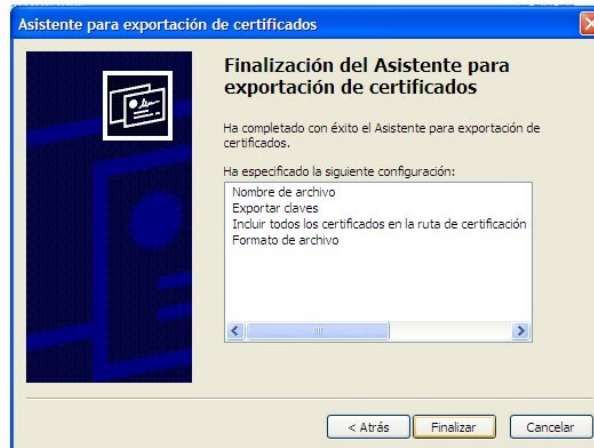 Asistente para exportación de certificados
Finalización del Asistente para
exportación de certificados
Ha completado con éxito el Asistente para exportación de
certificados.
Ha especificado la siguiente configuración:
Nombre de archivo
Exportar claves
Incluir todos los certificados en la ruta de certificación
Formato de archivo
< Atrás
Finalizar
Cancelar